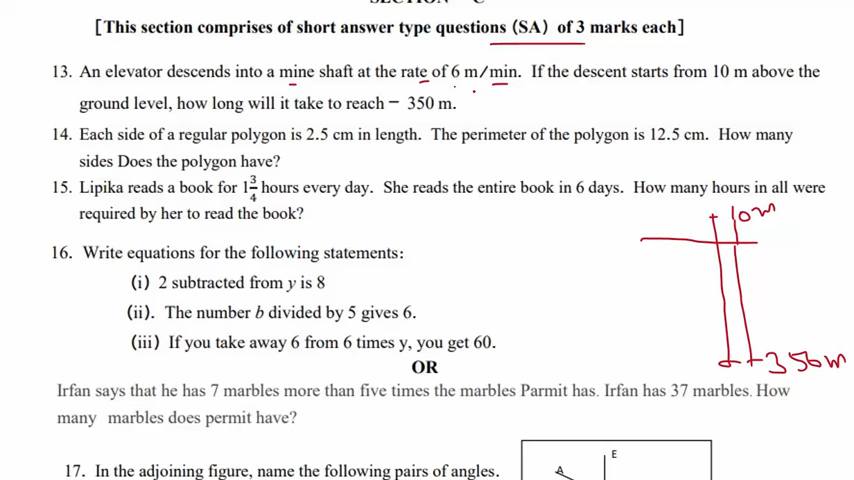 [This section comprises of short answer type questions (SA) of 3 marks each]
13. An elevator descends into a mine shaft at the rate of 6 m/min. If the descent starts from 10 m above the
ground level, how long will it take to reach − 350 m.
14. Each side of a regular polygon is 2.5 cm in length. The perimeter of the polygon is 12.5 cm. How many
sides Does the polygon have?
15. Lipika reads a book for 1 3/4 hours every day. She reads the entire book in 6 days. How many hours in all were
required by her to read the book?
10m
16. Write equations for the following statements:
(i) 2 subtracted from y is 8
(ii). The number b divided by 5 gives 6.
(iii) If you take away 6 from 6 times y, you get 60.
-350m
OR
Irfan says that he has 7 marbles more than five times the marbles Parmit has. Irfan has 37 marbles. How
many marbles does permit have?
17. In the adjoining figure, name the following pairs of angles.
E
A